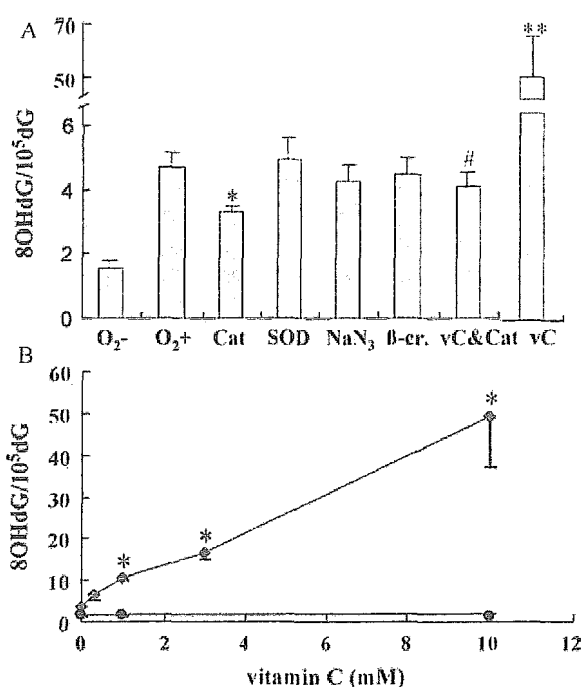 A
70
**
50
6
4
2
0
8OHdG/10⁵dG
*
#
O₂- O₂+ Cat SOD NaN₃ ß-cr. vC&Cat vC
B
60
50
40
30
20
10
0
8OHdG/10⁵dG
*
*
*
0 2 4 6 8 10 12
vitamin C (mM)